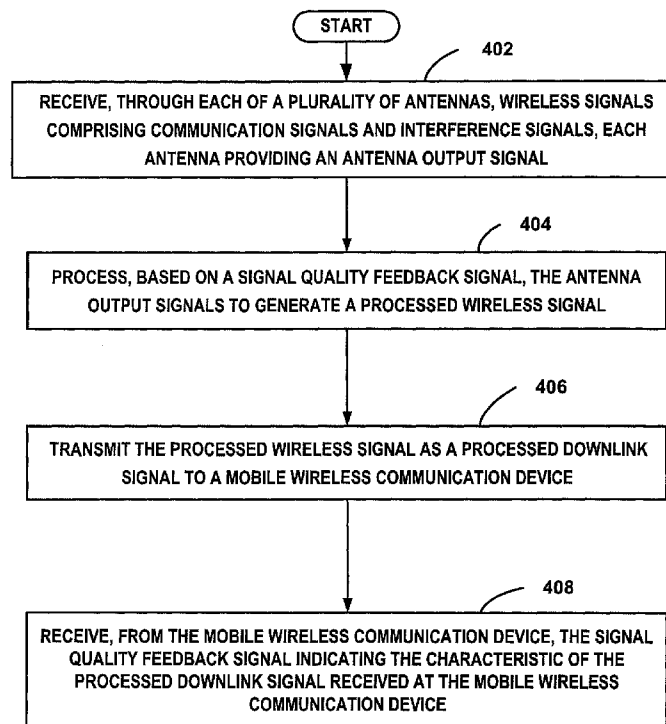 START
402
RECEIVE, THROUGH EACH OF A PLURALITY OF ANTENNAS, WIRELESS SIGNALS
COMPRISING COMMUNICATION SIGNALS AND INTERFERENCE SIGNALS, EACH
ANTENNA PROVIDING AN ANTENNA OUTPUT SIGNAL
404
PROCESS, BASED ON A SIGNAL QUALITY FEEDBACK SIGNAL, THE ANTENNA
OUTPUT SIGNALS TO GENERATE A PROCESSED WIRELESS SIGNAL
406
TRANSMIT THE PROCESSED WIRELESS SIGNAL AS A PROCESSED DOWNLINK
SIGNAL TO A MOBILE WIRELESS COMMUNICATION DEVICE
408
RECEIVE, FROM THE MOBILE WIRELESS COMMUNICATION DEVICE, THE SIGNAL
QUALITY FEEDBACK SIGNAL INDICATING THE CHARACTERISTIC OF THE
PROCESSED DOWNLINK SIGNAL RECEIVED AT THE MOBILE WIRELESS
COMMUNICATION DEVICE